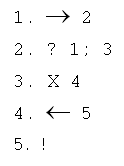 1. → 2
2. ? 1; 3
3. X 4
4. ← 5
5. !